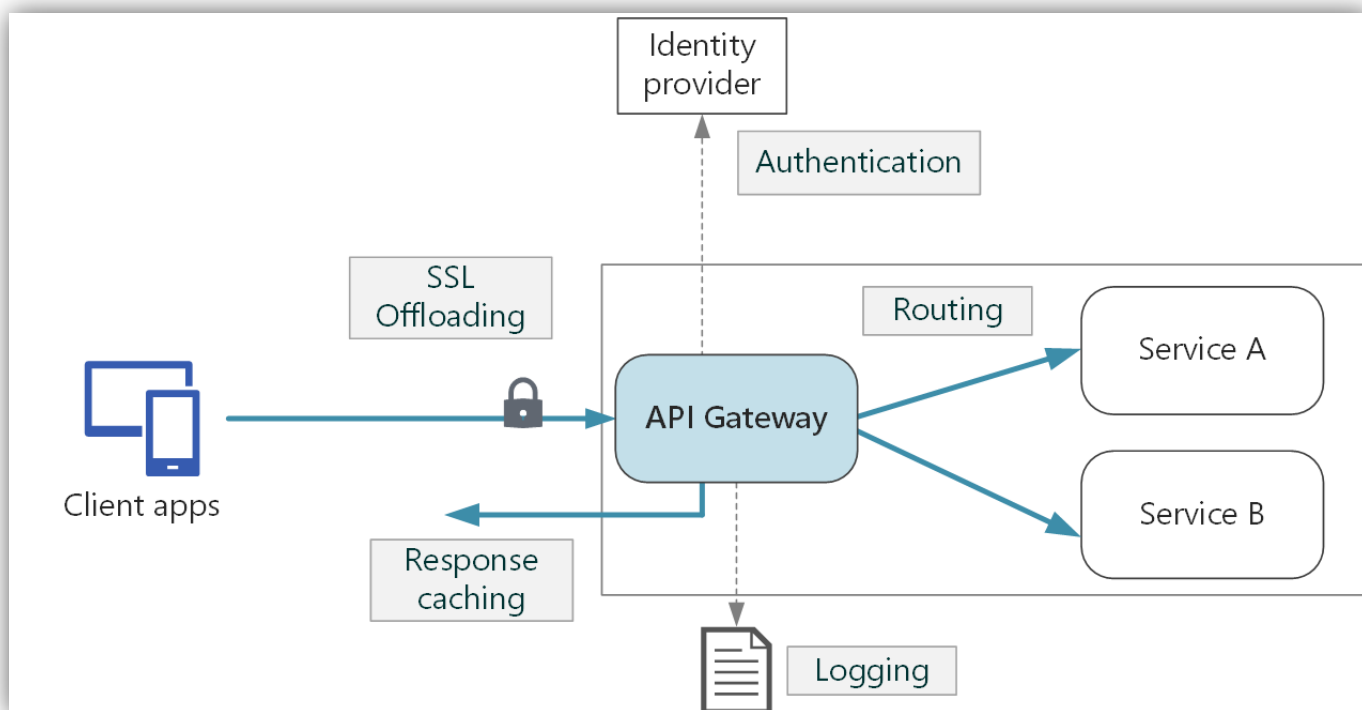 Identity
provider
Authentication
SSL
Offloading
Routing
Service A
API Gateway
Client apps
Service B
Response
caching
Logging